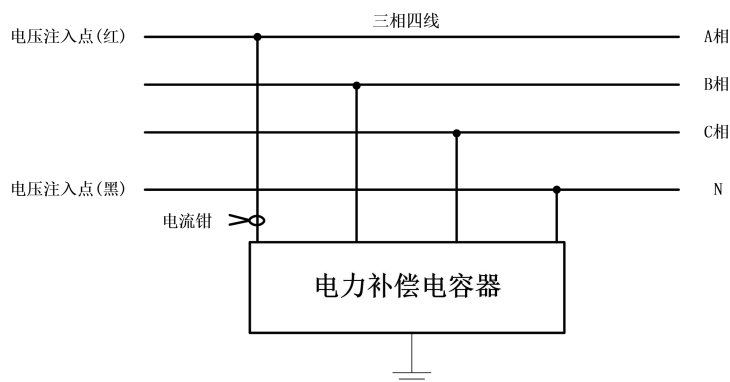 三相四线
电压注入点(红)
A相
B相
C相
电压注入点(黑)
N
电流钳
电力补偿电容器